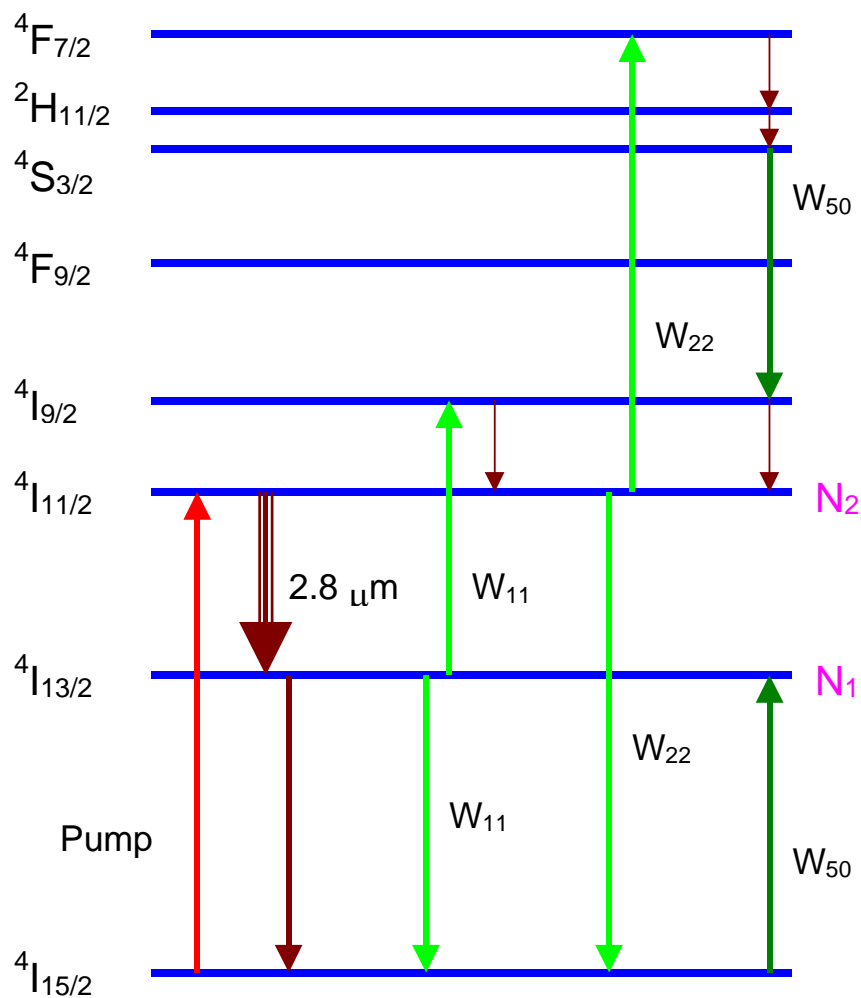 ⁴F₇/₂
²H₁₁/₂
⁴S₃/₂
W₅₀
⁴F₉/₂
W₂₂
⁴I₉/₂
⁴I₁₁/₂
N₂
2.8 μm
W₁₁
⁴I₁₃/₂
N₁
W₂₂
W₁₁
Pump
W₅₀
⁴I₁₅/₂